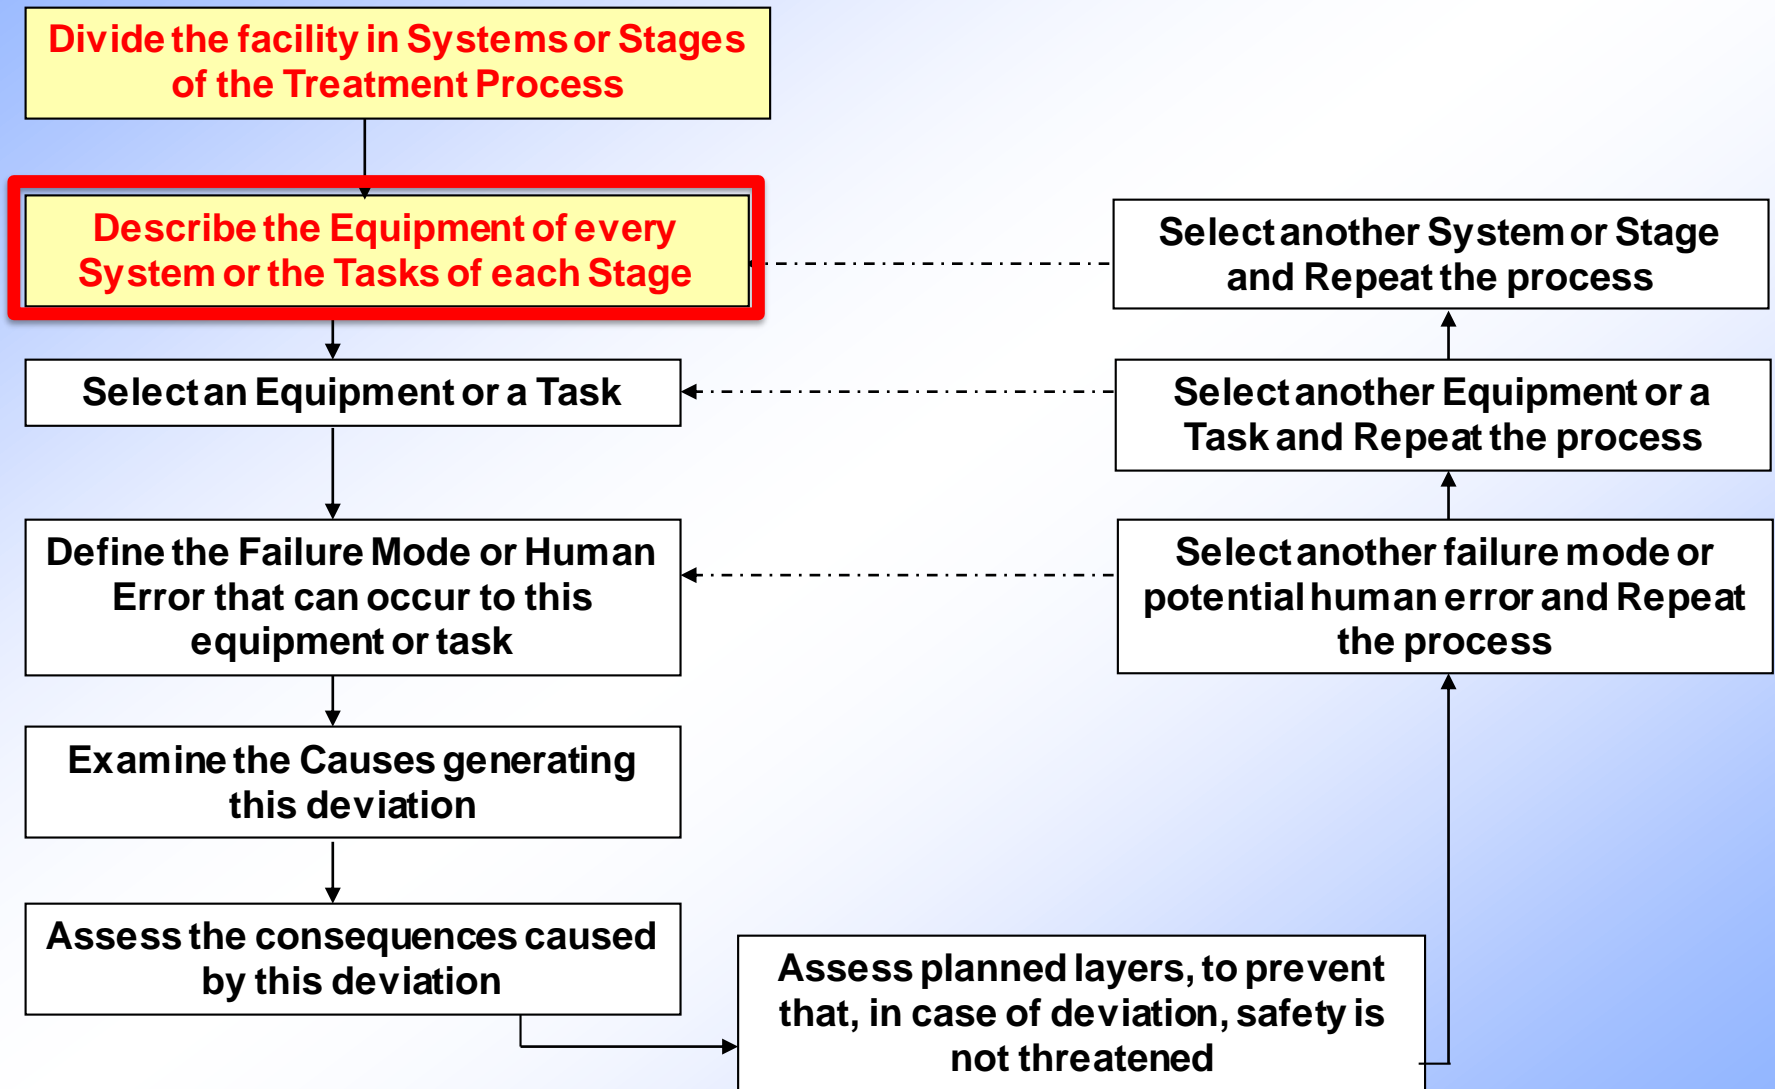 Divide the facility in Systems or Stages
of the Treatment Process
Describe the Equipment of every
System or the Tasks of each Stage
Select an Equipment or a Task
Define the Failure Mode or Human
Error that can occur to this
equipment or task
Examine the Causes generating
this deviation
Assess the consequences caused
by this deviation
Assess planned layers, to prevent
that, in case of deviation, safety is
not threatened
Select another failure mode or
potential human error and Repeat
the process
Select another Equipment or a
Task and Repeat the process
Select another System or Stage
and Repeat the process